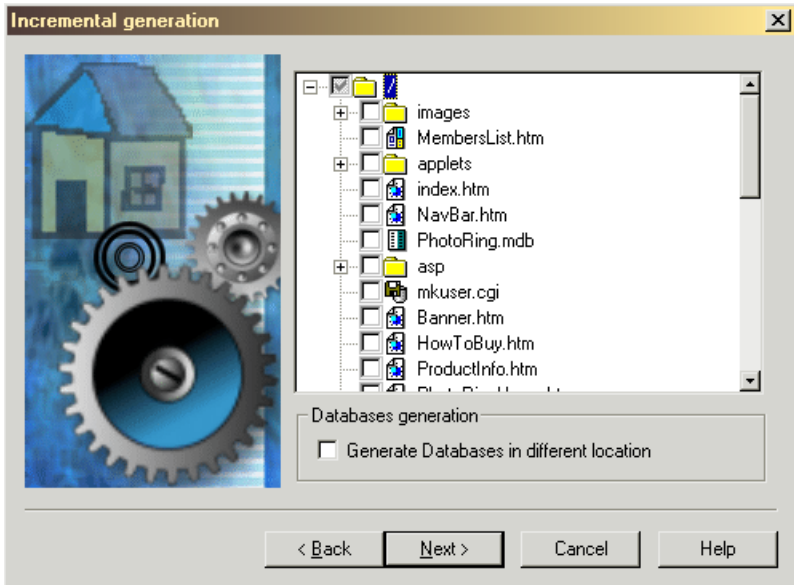 Incremental generation
/
images
MembersList.htm
applets
index.htm
NavBar.htm
PhotoRing.mdb
asp
mkuser.cgi
Banner.htm
HowToBuy.htm
ProductInfo.htm
Databases generation
Generate Databases in different location
< Back Next > Cancel Help